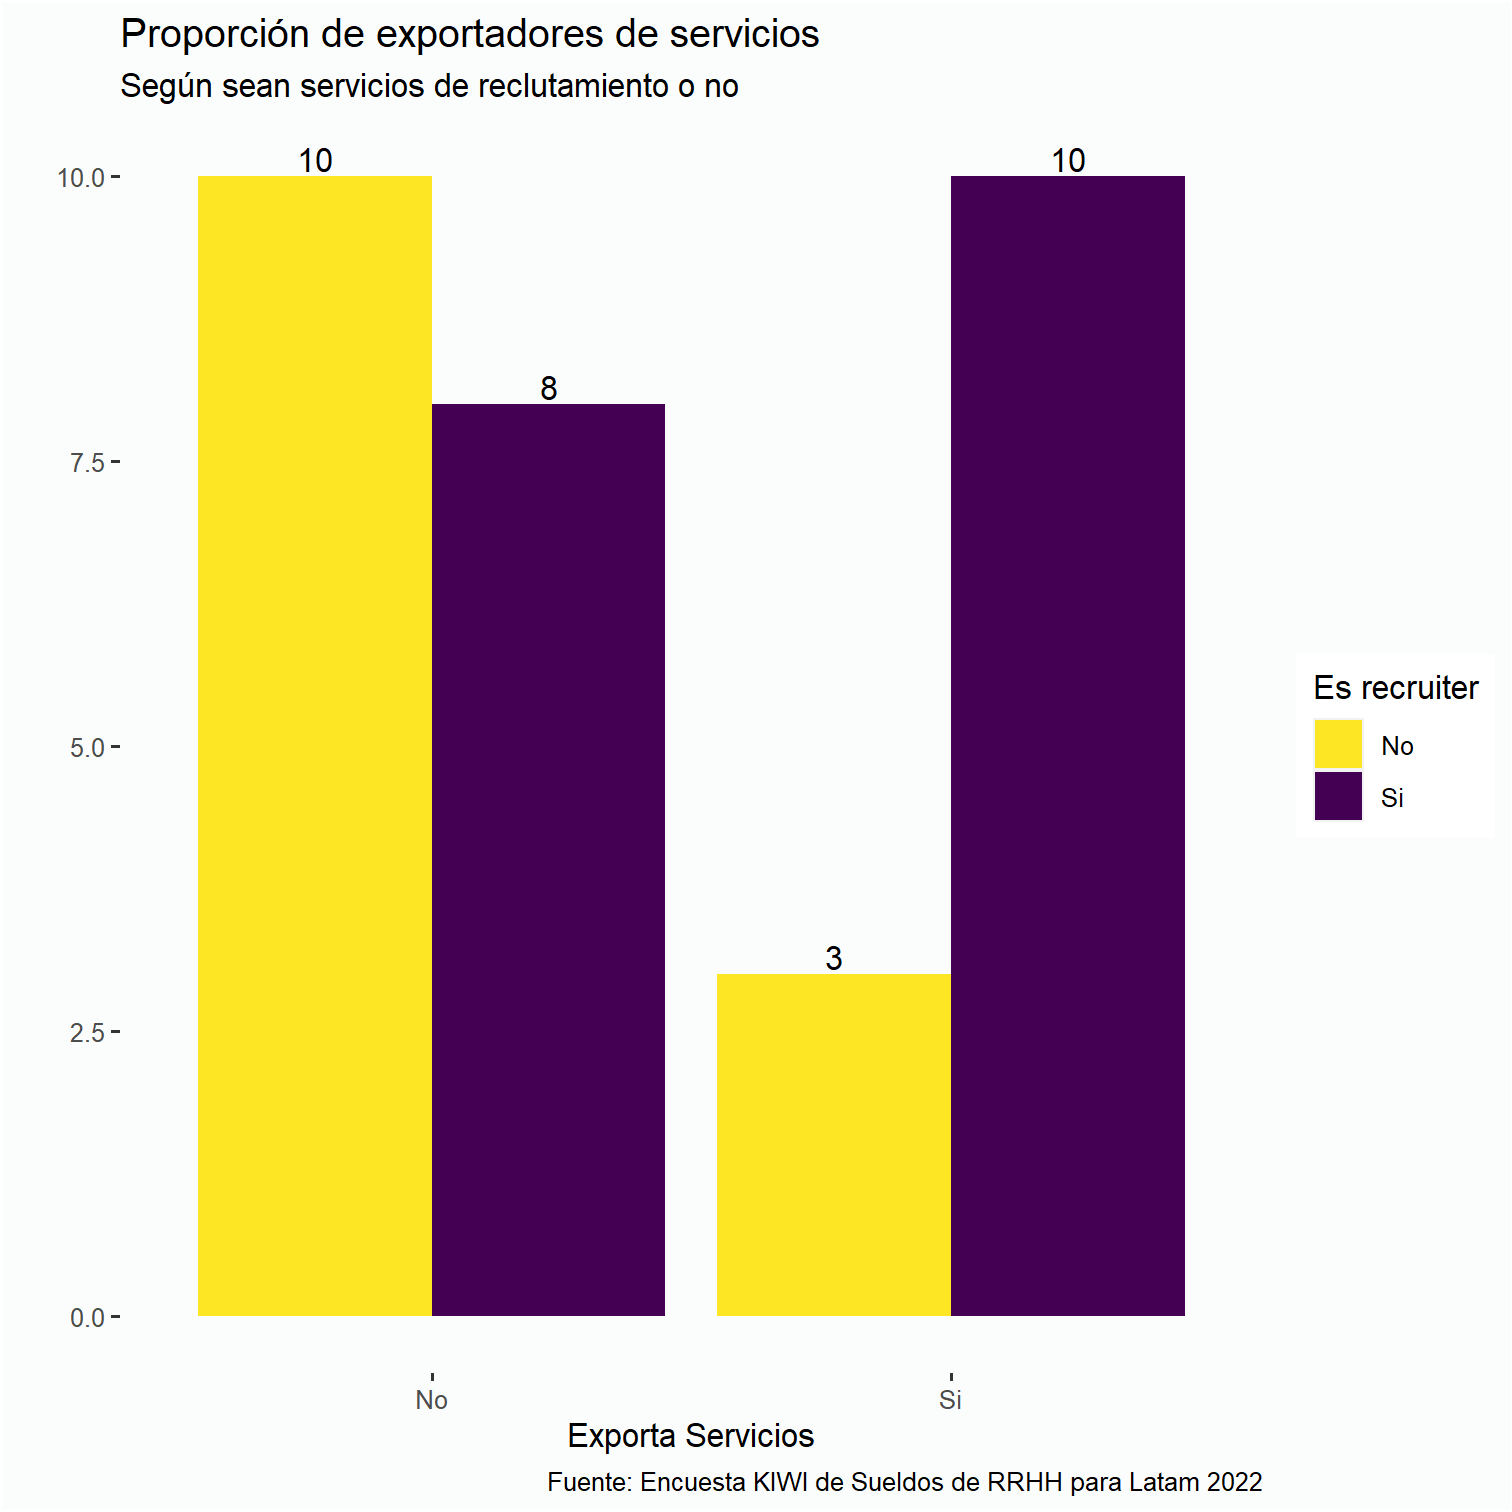 Proporción de exportadores de servicios
Según sean servicios de reclutamiento o no
10
10
10.0
8
7.5
Es recruiter
No
Si
5.0
3
2.5
0.0
No
Si
Exporta Servicios
Fuente: Encuesta KIWI de Sueldos de RRHH para Latam 2022